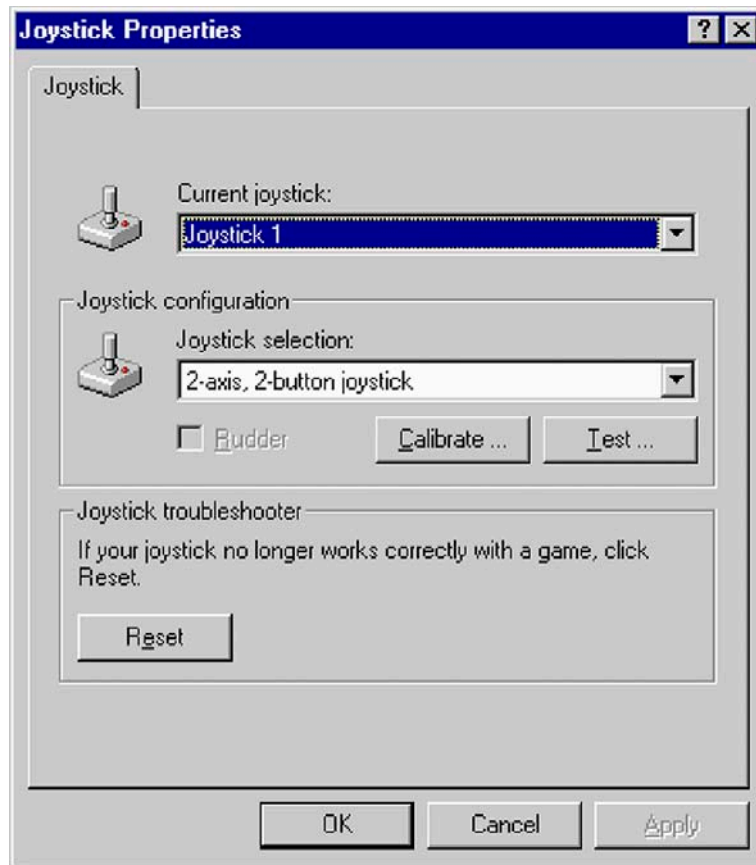 Joystick Properties
Joystick
Current joystick:
Joystick 1
Joystick configuration
Joystick selection:
2-axis, 2-button joystick
Rudder
Calibrate ...
Test ...
Joystick troubleshooter
If your joystick no longer works correctly with a game, click
Reset.
Reset
OK
Cancel
Apply